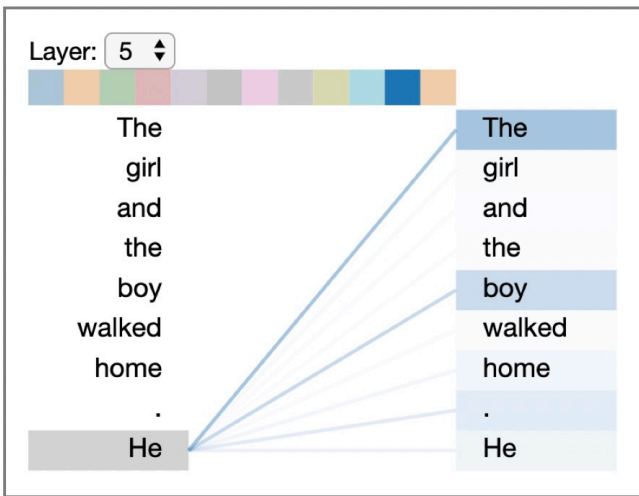 Layer: 5
The The
girl girl
and and
the the
boy boy
walked walked
home home
. .
He He